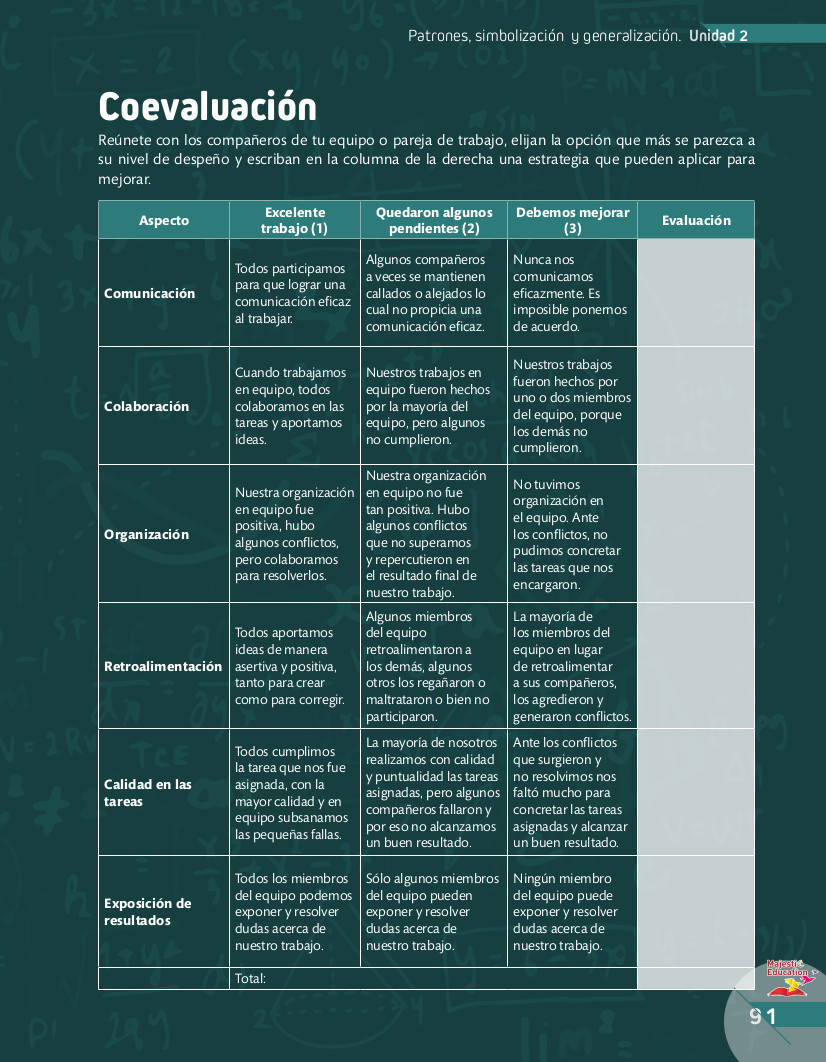 Patrones, simbolización y generalización. Unidad 2
Coevaluación
Reúnete con los compañeros de tu equipo o pareja de trabajo, elijan la opción que más se parezca a
su nivel de despeño y escriban en la columna de la derecha una estrategia que pueden aplicar para
mejorar.
Aspecto
Excelente
trabajo (1)
Quedaron algunos
pendientes (2)
Debemos mejorar
(3)
Evaluación
Comunicación
Todos participamos
para que lograr una
comunicación eficaz
al trabajar.
Algunos compañeros
a veces se mantienen
callados o alejados lo
cual no propicia una
comunicación eficaz.
Nunca nos
comunicamos
eficazmente. Es
imposible ponernos
de acuerdo.
Colaboración
Cuando trabajamos
en equipo, todos
colaboramos en las
tareas y aportamos
ideas.
Nuestros trabajos en
equipo fueron hechos
por la mayoría del
equipo, pero algunos
no cumplieron.
Nuestros trabajos
fueron hechos por
uno o dos miembros
del equipo, porque
los demás no
cumplieron.
Organización
Nuestra organización
en equipo fue
positiva, hubo
algunos conflictos,
pero colaboramos
para resolverlos.
Nuestra organización
en equipo no fue
tan positiva. Hubo
algunos conflictos
que no superamos
y repercutieron en
el resultado final de
nuestro trabajo.
No tuvimos
organización en
el equipo. Ante
los conflictos, no
pudimos concretar
las tareas que nos
encargaron.
Retroalimentación
Todos aportamos
ideas de manera
asertiva y positiva,
tanto para crear
como para corregir.
Algunos miembros
del equipo
retroalimentaron a
los demás, algunos
otros los regañaron o
maltrataron o bien no
participaron.
La mayoría de
los miembros del
equipo en lugar
de retroalimentar
a sus compañeros,
los agredieron y
generaron conflictos.
Calidad en las
tareas
Todos cumplimos
la tarea que nos fue
asignada, con la
mayor calidad y en
equipo subsanamos
las pequeñas fallas.
La mayoría de nosotros
realizamos con calidad
y puntualidad las tareas
asignadas, pero algunos
compañeros fallaron y
por eso no alcanzamos
un buen resultado.
Ante los conflictos
que surgieron y
no resolvimos nos
faltó mucho para
concretar las tareas
asignadas y alcanzar
un buen resultado.
Exposición de
resultados
Todos los miembros
del equipo podemos
exponer y resolver
dudas acerca de
nuestro trabajo.
Sólo algunos miembros
del equipo pueden
exponer y resolver
dudas acerca de
nuestro trabajo.
Ningún miembro
del equipo puede
exponer y resolver
dudas acerca de
nuestro trabajo.
Total:
Majestic
Education
91